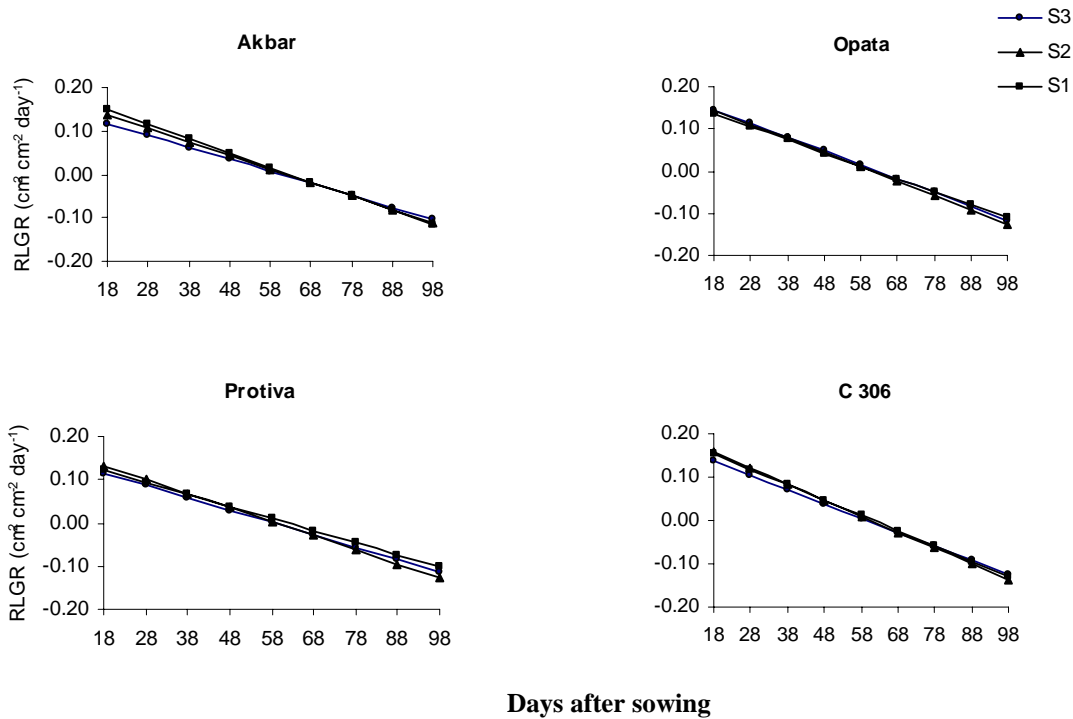 S3
S2
S1
Akbar
RLGR (cm² cm⁻² day⁻¹)
0.20
0.10
0.00
-0.10
-0.20
18 28 38 48 58 68 78 88 98
Opata
0.20
0.10
0.00
-0.10
-0.20
18 28 38 48 58 68 78 88 98
Protiva
RLGR (cm² cm⁻² day⁻¹)
0.20
0.10
0.00
-0.10
-0.20
18 28 38 48 58 68 78 88 98
C 306
0.20
0.10
0.00
-0.10
-0.20
18 28 38 48 58 68 78 88 98
Days after sowing